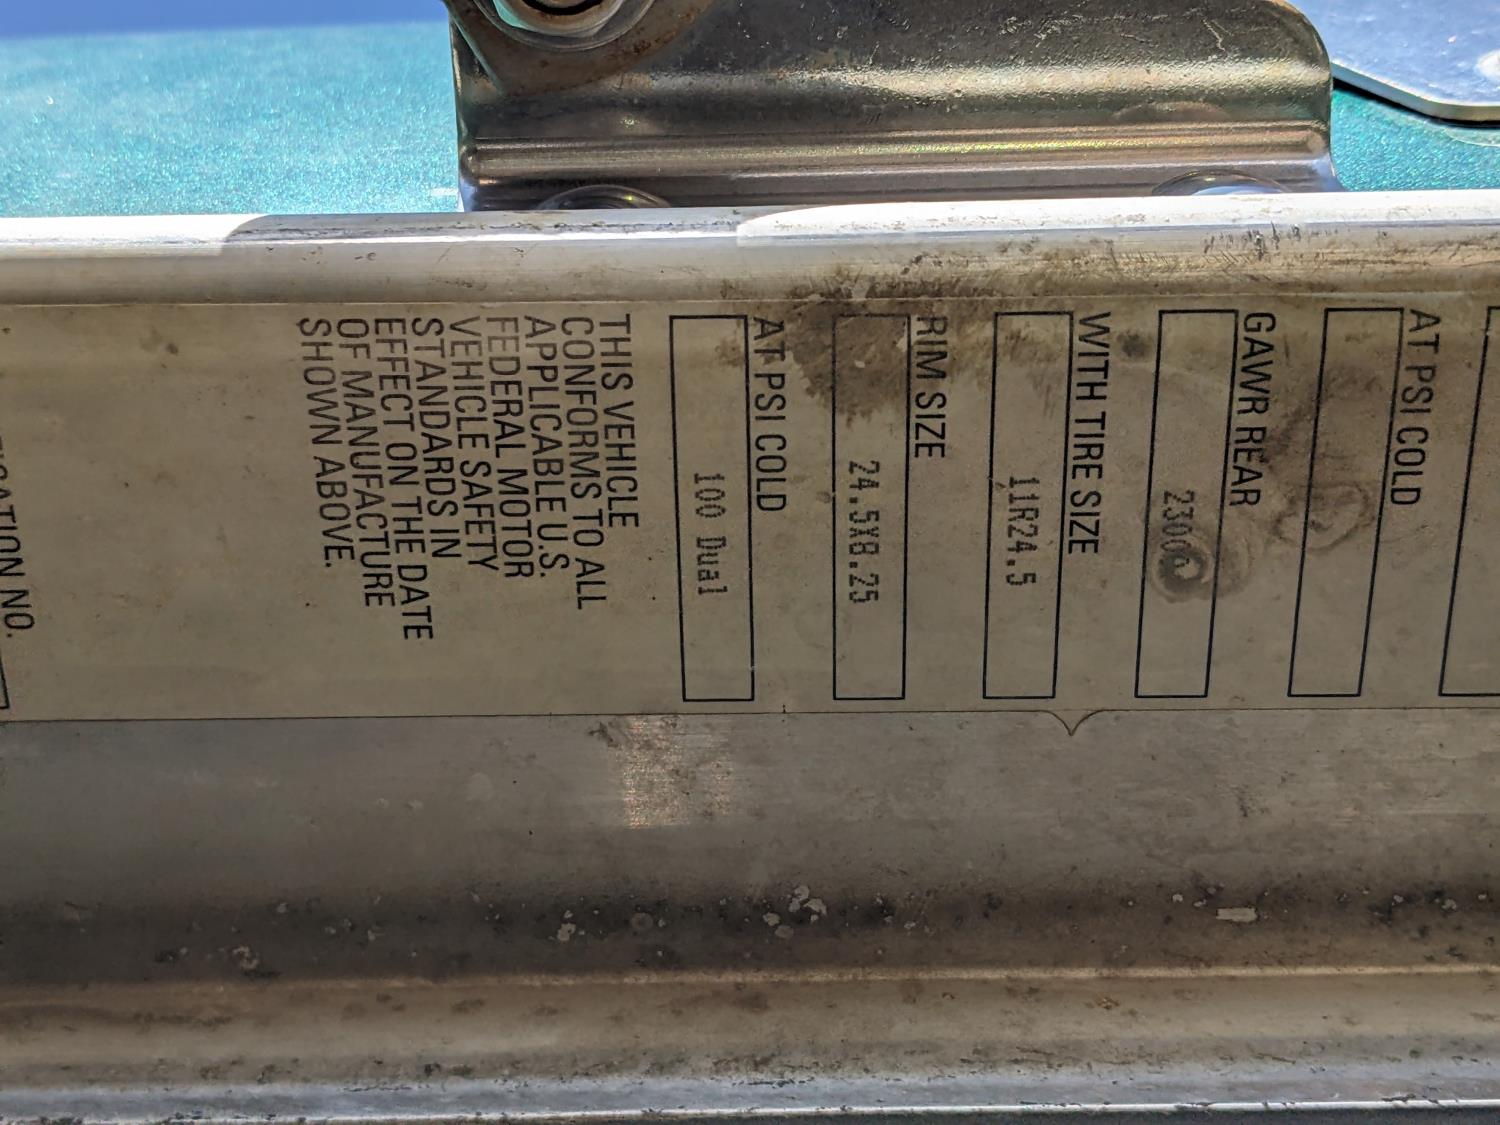 AT PSI COLD
GAWR REAR
23000
WITH TIRE SIZE
11R24.5
RIM SIZE
24.5X8.25
AT PSI COLD
100 Dual
THIS VEHICLE
CONFORMS TO ALL
APPLICABLE U.S.
FEDERAL MOTOR
VEHICLE SAFETY
STANDARDS IN
EFFECT ON THE DATE
OF MANUFACTURE
SHOWN ABOVE.
NO.